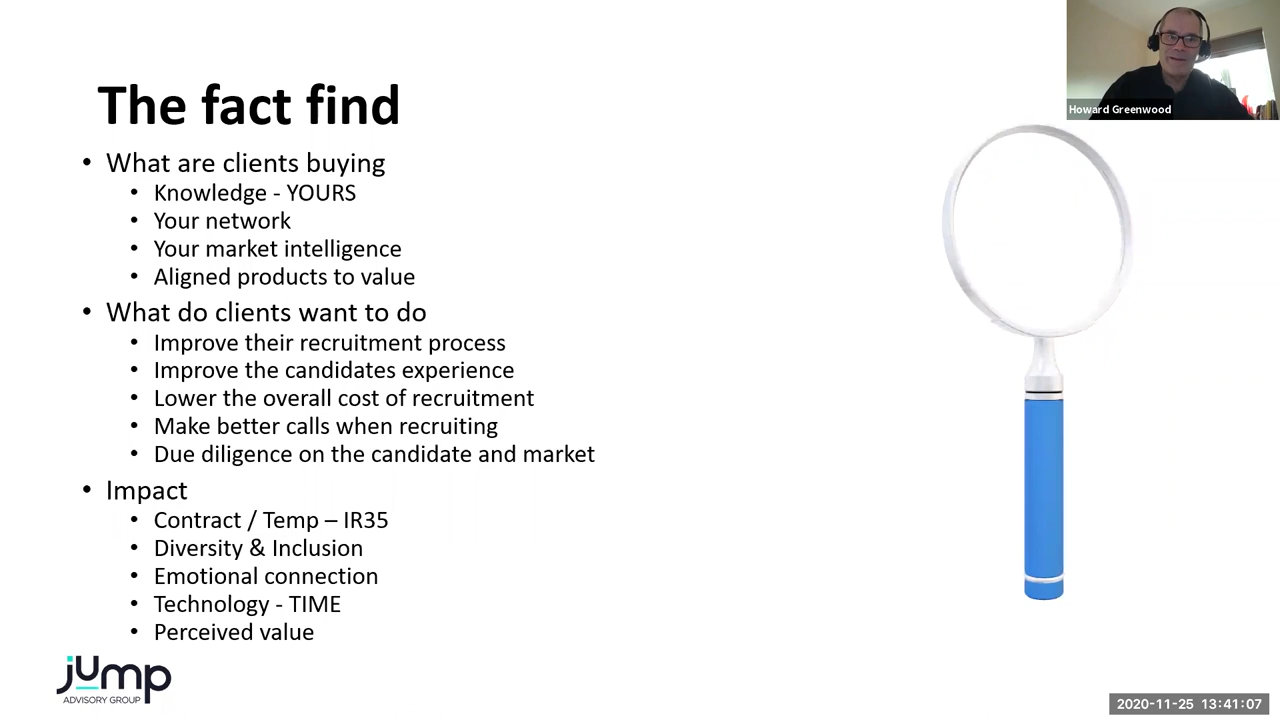 The fact find
• What are clients buying
• Knowledge - YOURS
• Your network
• Your market intelligence
• Aligned products to value
• What do clients want to do
• Improve their recruitment process
• Improve the candidates experience
• Lower the overall cost of recruitment
• Make better calls when recruiting
• Due diligence on the candidate and market
• Impact
• Contract / Temp – IR35
• Diversity & Inclusion
• Emotional connection
• Technology - TIME
• Perceived value
jump
ADVISORY GROUP
Howard Greenwood
2020-11-25 13:41:07